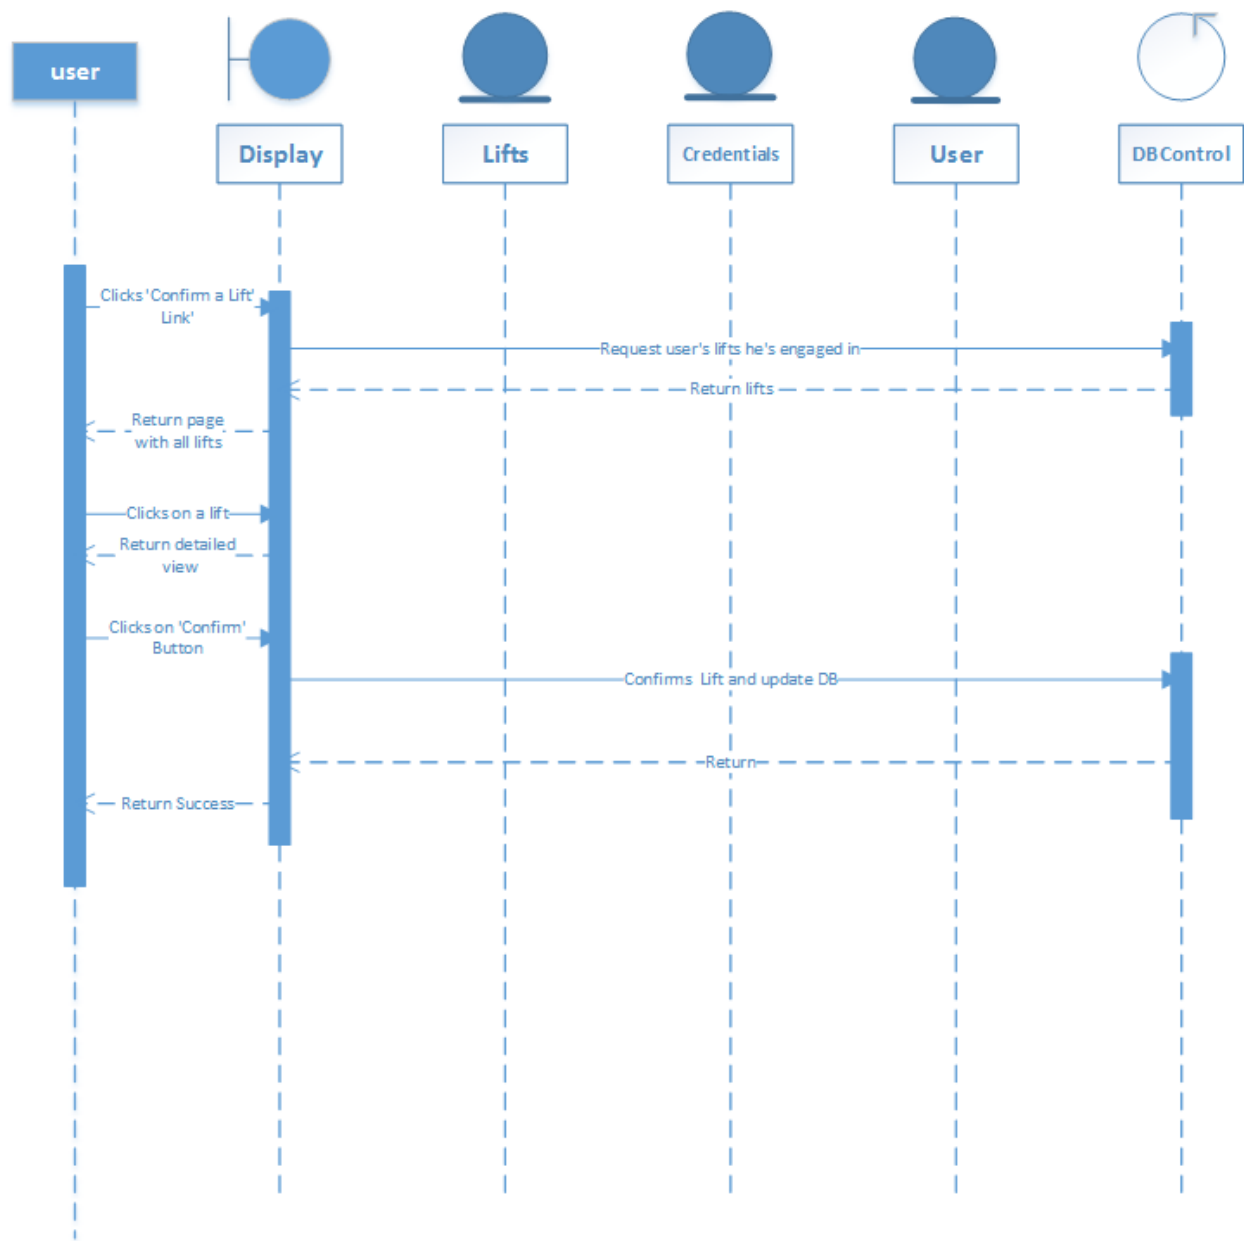 user
Display
Lifts
Credentials
User
DBControl
Clicks 'Confirm a Lift'
Link'
Request user's lifts he's engaged in
Return lifts
Return page
with all lifts
Clicks on a lift
Return detailed
view
Clicks on 'Confirm'
Button
Confirms Lift and update DB
Return
Return Success